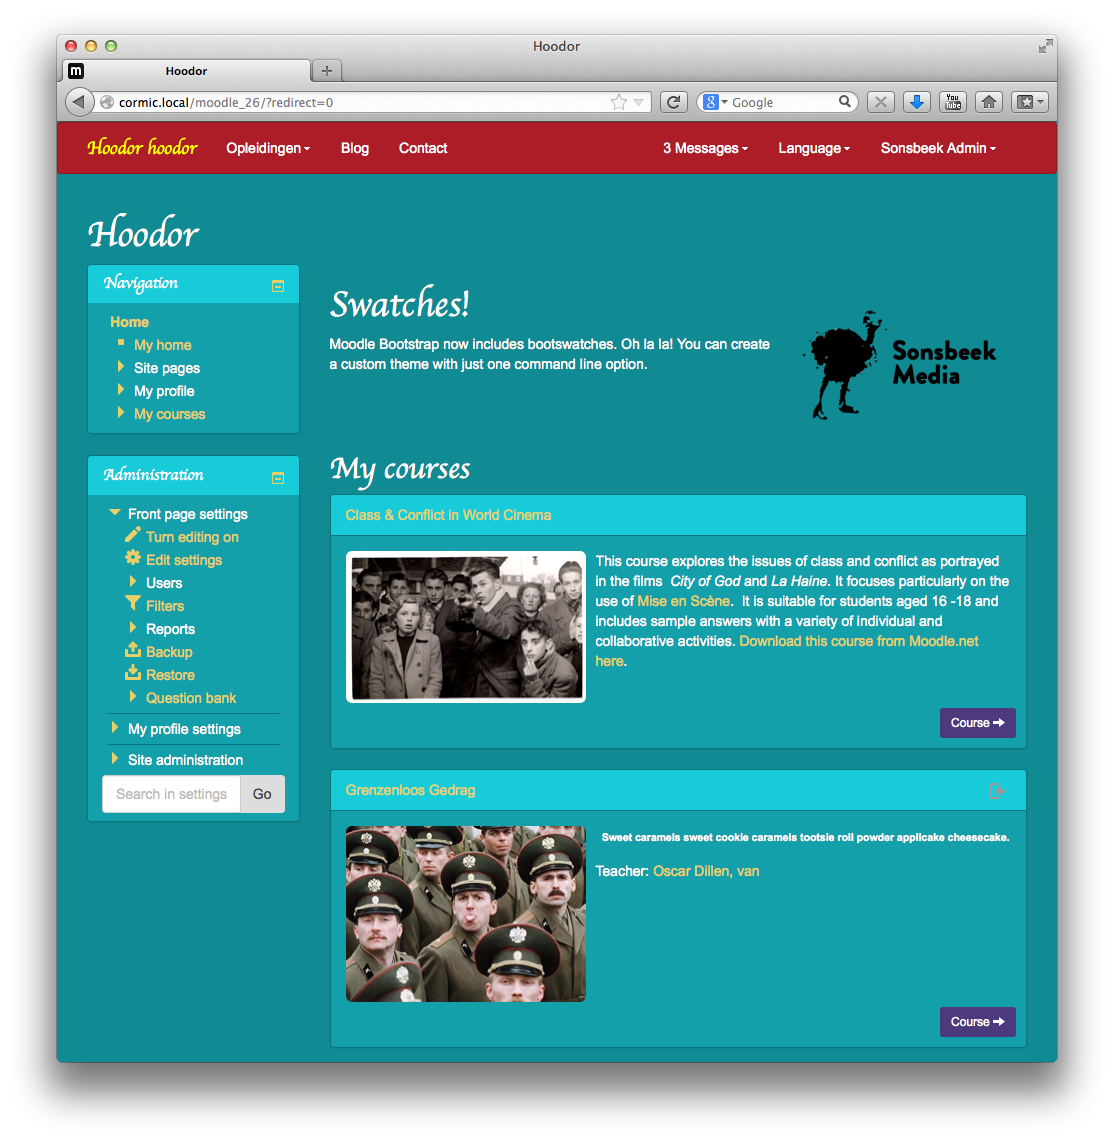 Hoodor
Hoodor
cormic.local/moodle_26/?redirect=0
Google
You
Tube
Hoodor hoodor
Opleidingen
Blog
Contact
3 Messages
Language
Sonsbeek Admin
Hoodor
Navigation
Home
My home
Site pages
My profile
My courses
Administration
Front page settings
Turn editing on
Edit settings
Users
Filters
Reports
Backup
Restore
Question bank
My profile settings
Site administration
Search in settings
Go
Swatches!
Moodle Bootstrap now includes bootswatches. Oh la la! You can create
a custom theme with just one command line option.
Sonsbeek
Media
My courses
Class & Conflict in World Cinema
This course explores the issues of class and conflict as portrayed
in the films  City of God and La Haine. It focuses particularly on the
use of Mise en Scène.  It is suitable for students aged 16 -18 and
includes sample answers with a variety of individual and
collaborative activities. Download this course from Moodle.net
here.
Course
Grenzenloos Gedrag
Sweet caramels sweet cookie caramels tootsie roll powder applicake cheesecake.
Teacher: Oscar Dillen, van
Course